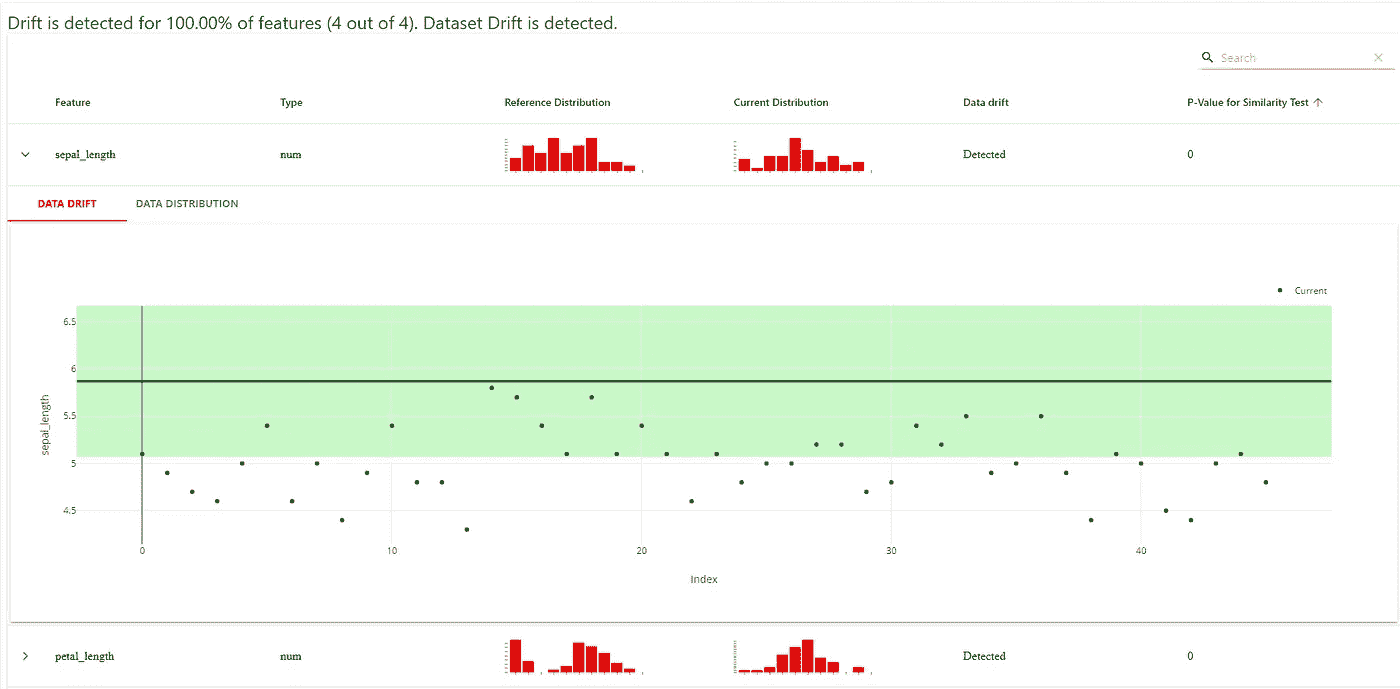 Drift is detected for 100.00% of features (4 out of 4). Dataset Drift is detected.
Search
Feature Type Reference Distribution Current Distribution Data drift P-Value for Similarity Test
sepal_length num Detected 0
DATA DRIFT DATA DISTRIBUTION
Current
6.5
6
5.5
5
4.5
sepal_length
0 10 20 30 40
Index
petal_length num Detected 0